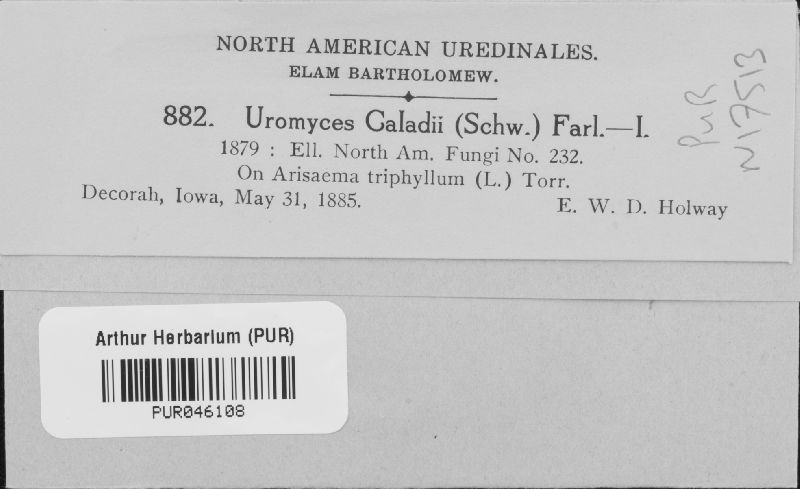 NORTH AMERICAN UREDINALES.
ELAM BARTHOLOMEW.
882. Uromyces Caladii (Schw.) Farl.—I.
1879 : Ell. North Am. Fungi No. 232.
On Arisaema triphyllum (L.) Torr.
Decorah, Iowa, May 31, 1885. E. W. D. Holway
PUR
N17513
Arthur Herbarium (PUR)
PUR046108